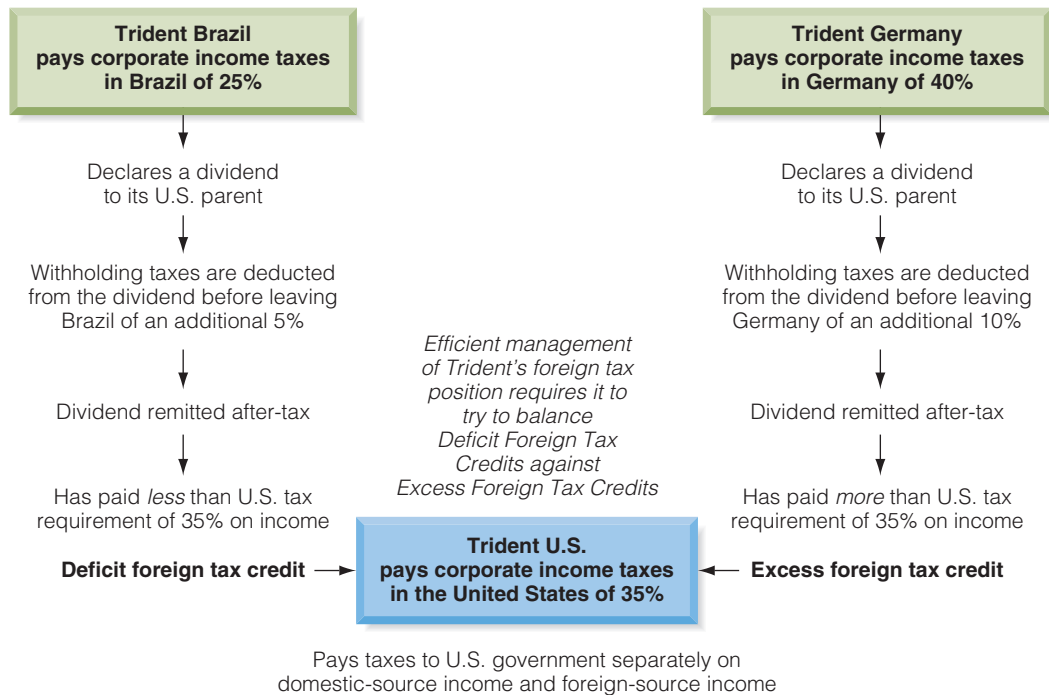 Trident Brazil
pays corporate income taxes
in Brazil of 25%
Declares a dividend
to its U.S. parent
Withholding taxes are deducted
from the dividend before leaving
Brazil of an additional 5%
Dividend remitted after-tax
Has paid less than U.S. tax
requirement of 35% on income
Deficit foreign tax credit
Efficient management
of Trident's foreign tax
position requires it to
try to balance
Deficit Foreign Tax
Credits against
Excess Foreign Tax Credits
Trident U.S.
pays corporate income taxes
in the United States of 35%
Trident Germany
pays corporate income taxes
in Germany of 40%
Declares a dividend
to its U.S. parent
Withholding taxes are deducted
from the dividend before leaving
Germany of an additional 10%
Dividend remitted after-tax
Has paid more than U.S. tax
requirement of 35% on income
Excess foreign tax credit
Pays taxes to U.S. government separately on
domestic-source income and foreign-source income